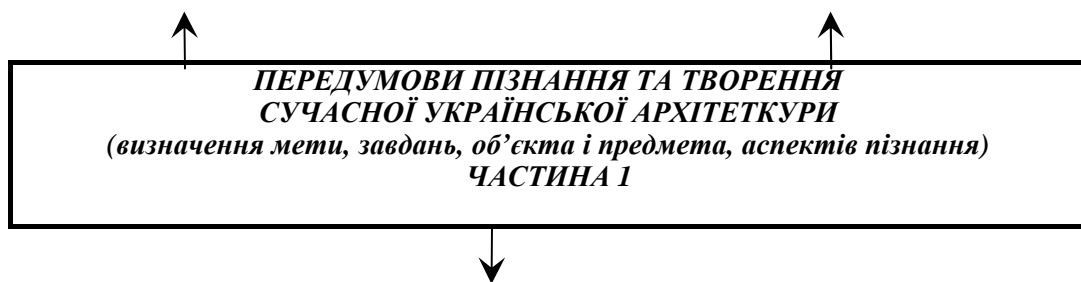 ПЕРЕДУМОВИ ПІЗНАННЯ ТА ТВОРЕННЯ
СУЧАСНОЇ УКРАЇНСЬКОЇ АРХІТЕТКУРИ
(визначення мети, завдань, об’єкта і предмета, аспектів пізнання)
ЧАСТИНА 1